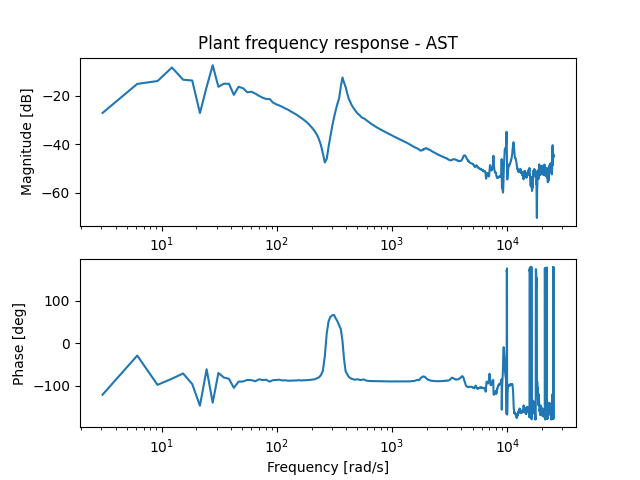 Plant frequency response - AST
Magnitude [dB]
−20
−40
−60
10¹ 10² 10³ 10⁴
Phase [deg]
100
0
−100
10¹ 10² 10³ 10⁴
Frequency [rad/s]